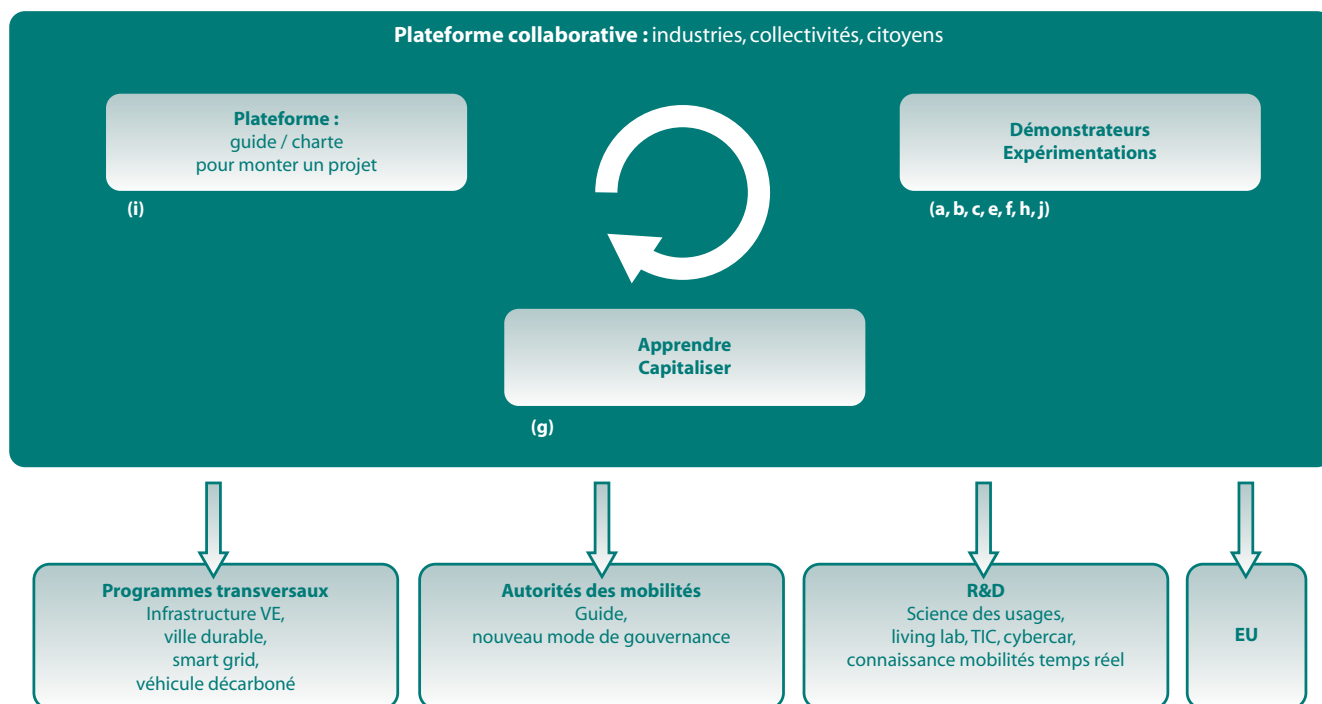 Plateforme collaborative : industries, collectivités, citoyens
Plateforme :
guide / charte
pour monter un projet
(i)
Démonstrateurs
Expérimentations
(a, b, c, e, f, h, j)
Apprendre
Capitaliser
(g)
Programmes transversaux
Infrastructure VE,
ville durable,
smart grid,
véhicule décarboné
Autorités des mobilités
Guide,
nouveau mode de gouvernance
R&D
Science des usages,
living lab, TIC, cybercar,
connaissance mobilités temps réel
EU